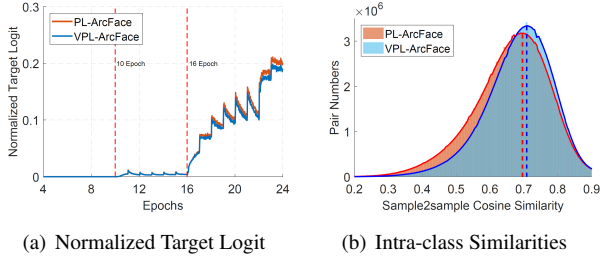 0.3
0.2
0.1
0
Normalized Target Logit
PL-ArcFace
VPL-ArcFace
10 Epoch
16 Epoch
4 8 12 16 20 24
Epochs
(a) Normalized Target Logit
×10⁶
3
2
1
0
Pair Numbers
PL-ArcFace
VPL-ArcFace
0.2 0.3 0.4 0.5 0.6 0.7 0.8 0.9
Sample2sample Cosine Similarity
(b) Intra-class Similarities